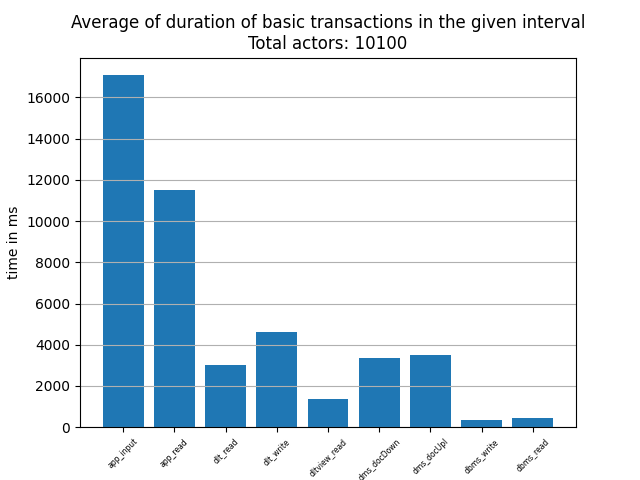 Average of duration of basic transactions in the given interval
Total actors: 10100
time in ms
16000
14000
12000
10000
8000
6000
4000
2000
0
app_input
app_read
dlt_read
dlt_write
dltview_read
dms_docDown
dms_docUpl
dbms_write
dbms_read